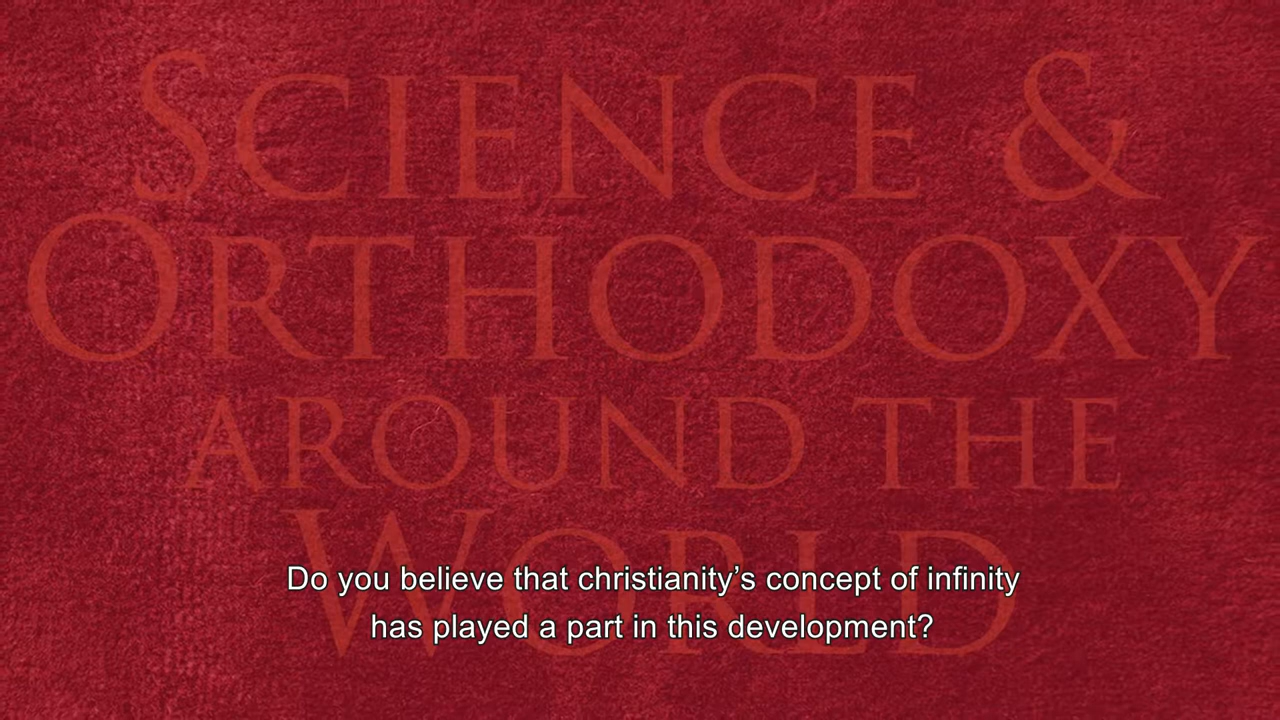 SCIENCE &
ORTHODOXY
AROUND THE
WORLD
Do you believe that christianity’s concept of infinity
has played a part in this development?